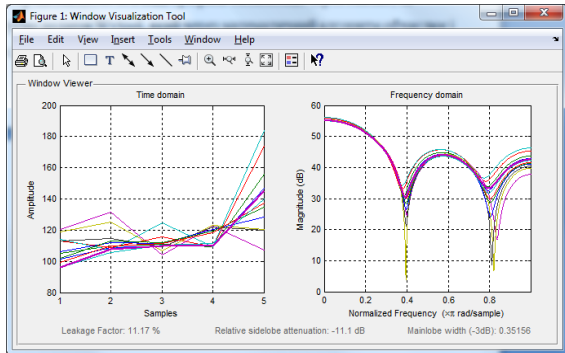 Figure 1: Window Visualization Tool
File Edit View Insert Tools Window Help
Window Viewer
Time domain
200
180
160
140
120
100
80
Amplitude
1 2 3 4 5
Samples
Frequency domain
60
50
40
30
20
10
0
Magnitude (dB)
0 0.2 0.4 0.6 0.8
Normalized Frequency (×π rad/sample)
Leakage Factor: 11.17 % Relative sidelobe attenuation: -11.1 dB Mainlobe width (-3dB): 0.35156